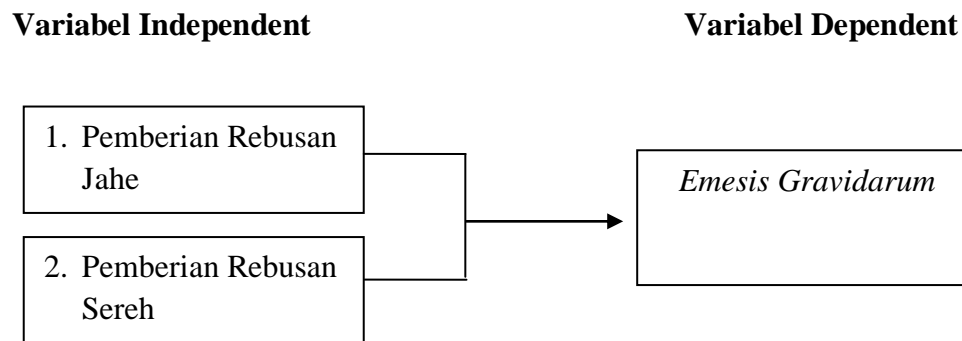 Variabel Independent
Variabel Dependent
1. Pemberian Rebusan
Jahe
Emesis Gravidarum
2. Pemberian Rebusan
Sereh